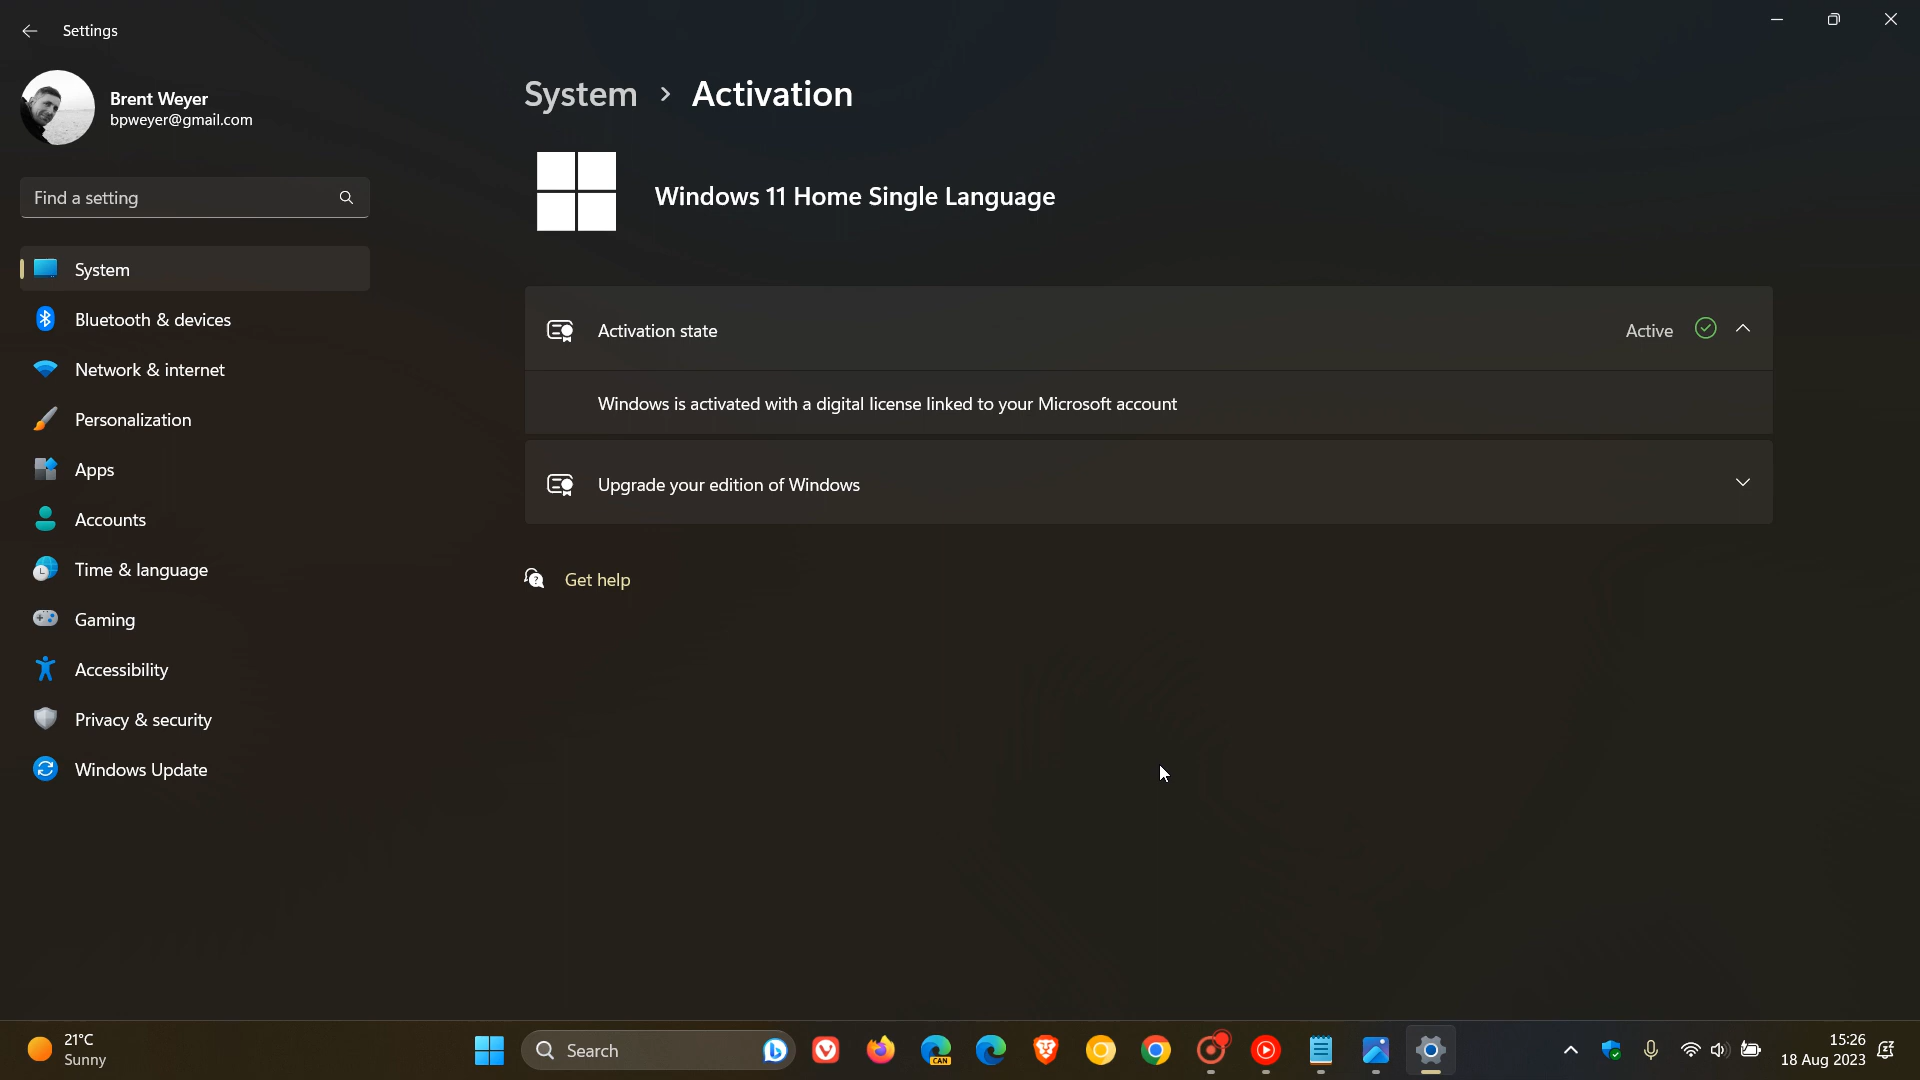 Settings
Brent Weyer
bpweyer@gmail.com
Find a setting
System
Bluetooth & devices
Network & internet
Personalization
Apps
Accounts
Time & language
Gaming
Accessibility
Privacy & security
Windows Update
System > Activation
Windows 11 Home Single Language
Activation state
Active
Windows is activated with a digital license linked to your Microsoft account
Upgrade your edition of Windows
Get help
21°C
Sunny
Search
CAN
15:26
18 Aug 2023